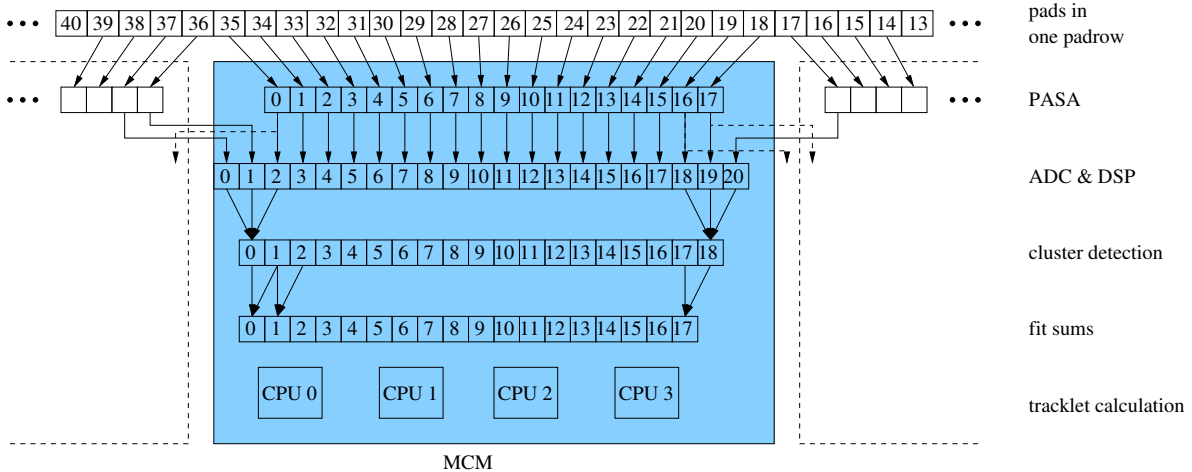 ••• 40 39 38 37 36 35 34 33 32 31 30 29 28 27 26 25 24 23 22 21 20 19 18 17 16 15 14 13 •••
pads in
one padrow
••• 0 1 2 3 4 5 6 7 8 9 10 11 12 13 14 15 16 17 •••
PASA
0 1 2 3 4 5 6 7 8 9 10 11 12 13 14 15 16 17 18 19 20
ADC & DSP
0 1 2 3 4 5 6 7 8 9 10 11 12 13 14 15 16 17 18
cluster detection
0 1 2 3 4 5 6 7 8 9 10 11 12 13 14 15 16 17
fit sums
CPU 0 CPU 1 CPU 2 CPU 3
tracklet calculation
MCM